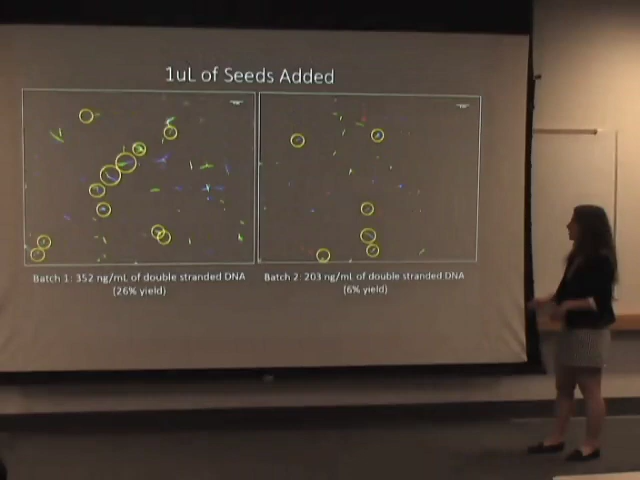 1uL of Seeds Added
Batch 1: 352 ng/mL of double stranded DNA
(26% yield)
Batch 2: 203 ng/mL of double stranded DNA
(6% yield)